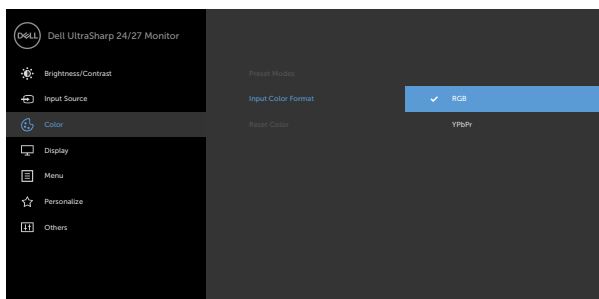 DELL Dell UltraSharp 24/27 Monitor
Brightness/Contrast
Preset Modes
Input Source
Input Color Format
RGB
Color
Reset Color
YPbPr
Display
Menu
Personalize
Others